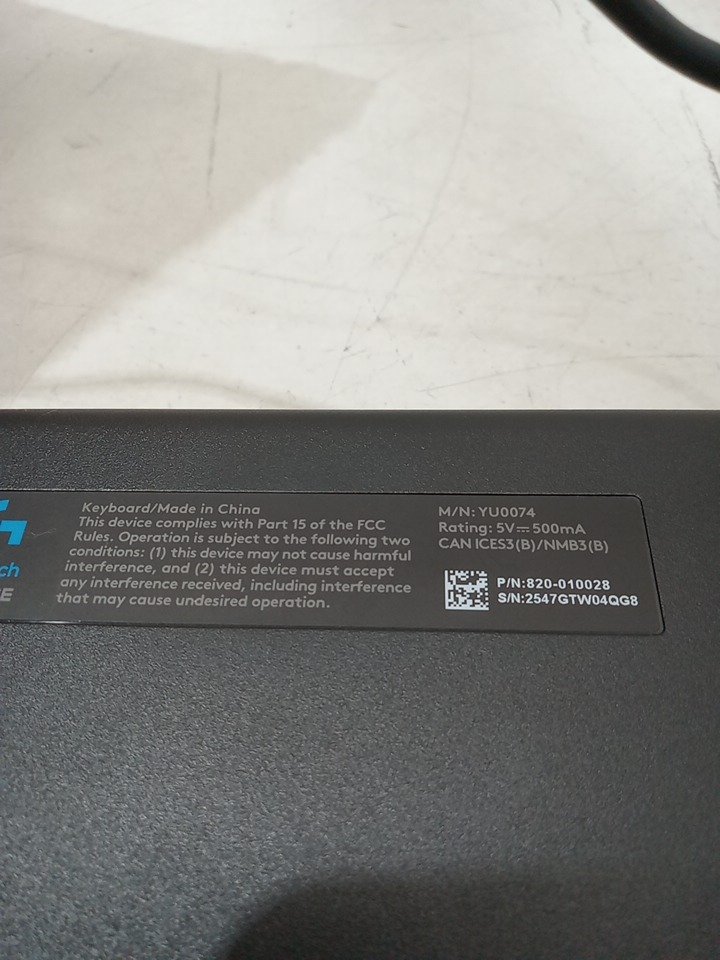 Keyboard/Made in China
This device complies with Part 15 of the FCC
Rules. Operation is subject to the following two
conditions: (1) this device may not cause harmful
interference, and (2) this device must accept
any interference received, including interference
that may cause undesired operation.
M/N: YU0074
Rating: 5V⎓500mA
CAN ICES3(B)/NMB3(B)
P/N:820-010028
S/N:2547GTW04QG8
ch
E